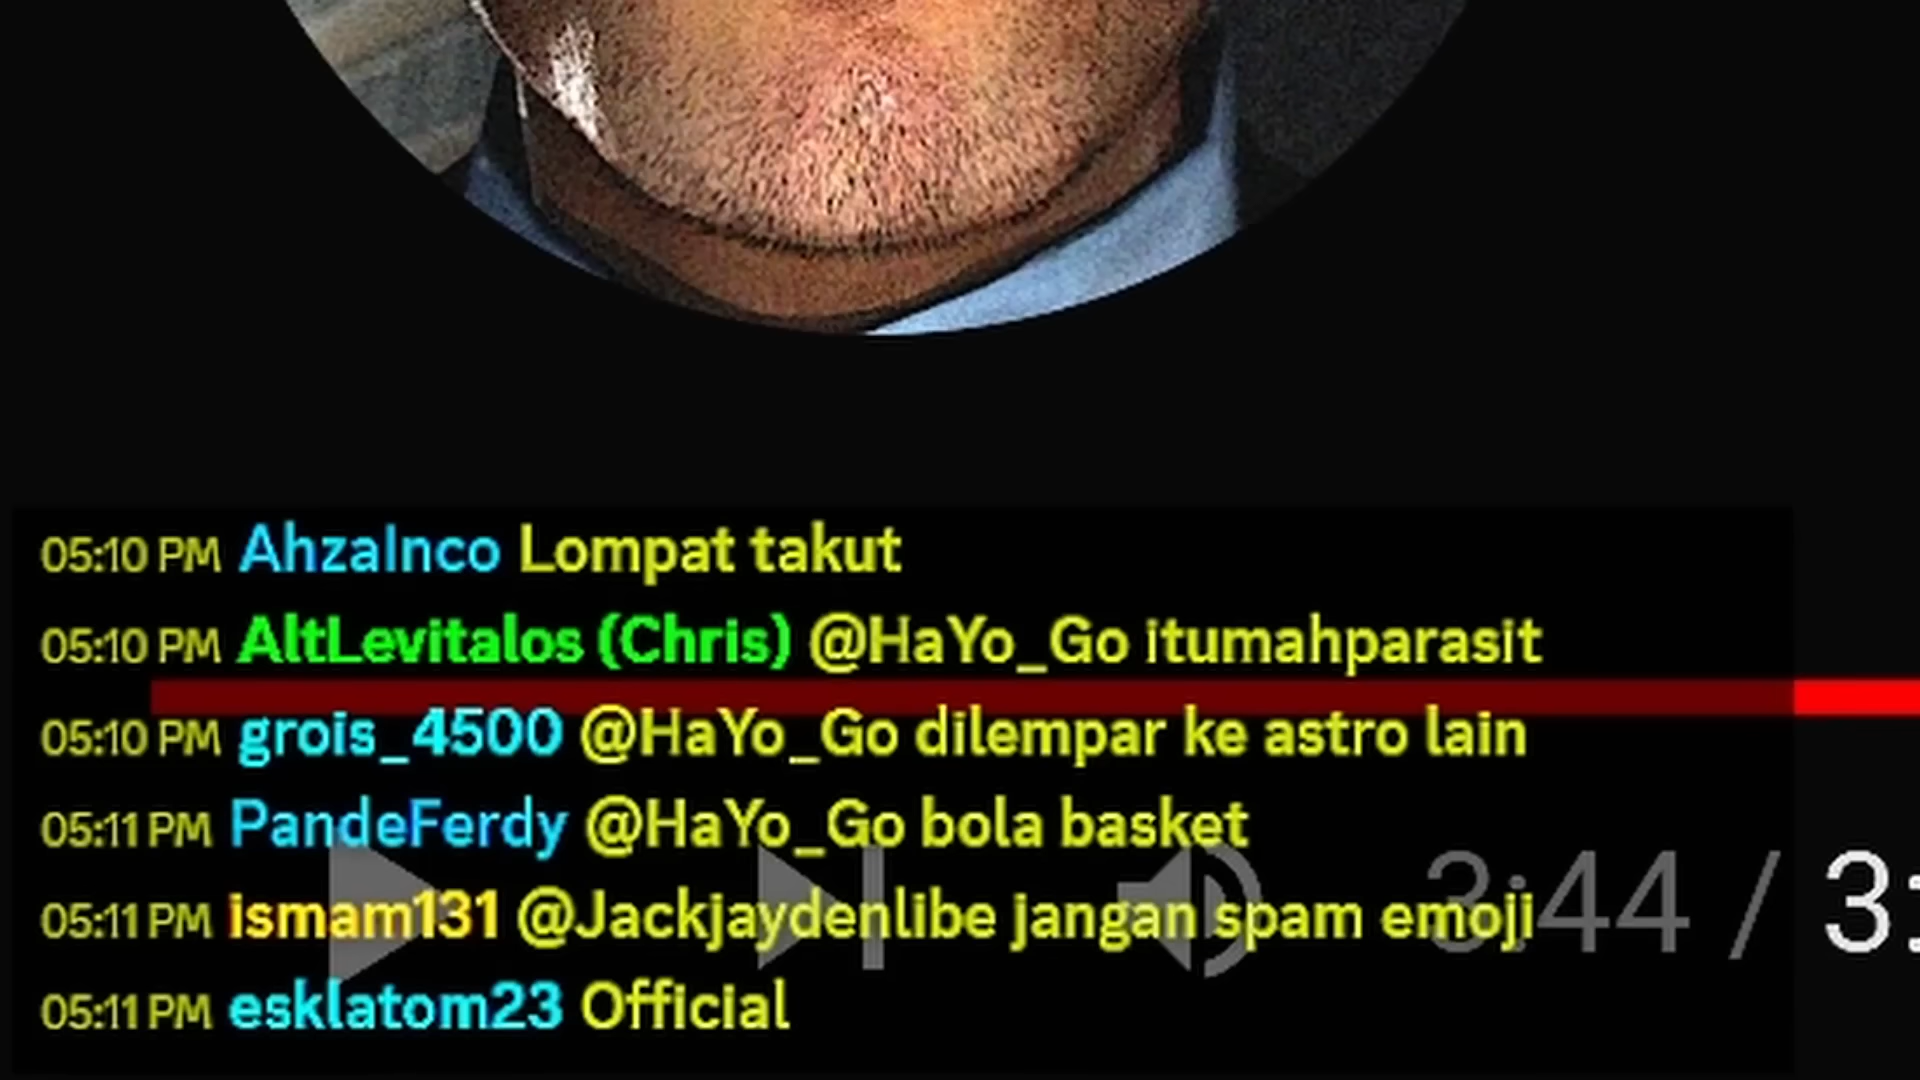 05:10 PM AhzaInco Lompat takut
05:10 PM AltLevitalos (Chris) @HaYo_Go itumahparasit
05:10 PM grois_4500 @HaYo_Go dilempar ke astro lain
05:11 PM PandeFerdy @HaYo_Go bola basket
05:11 PM ismam131 @Jackjaydenlibe jangan spam emoji
3:44 / 3:
05:11 PM esklatom23 Official